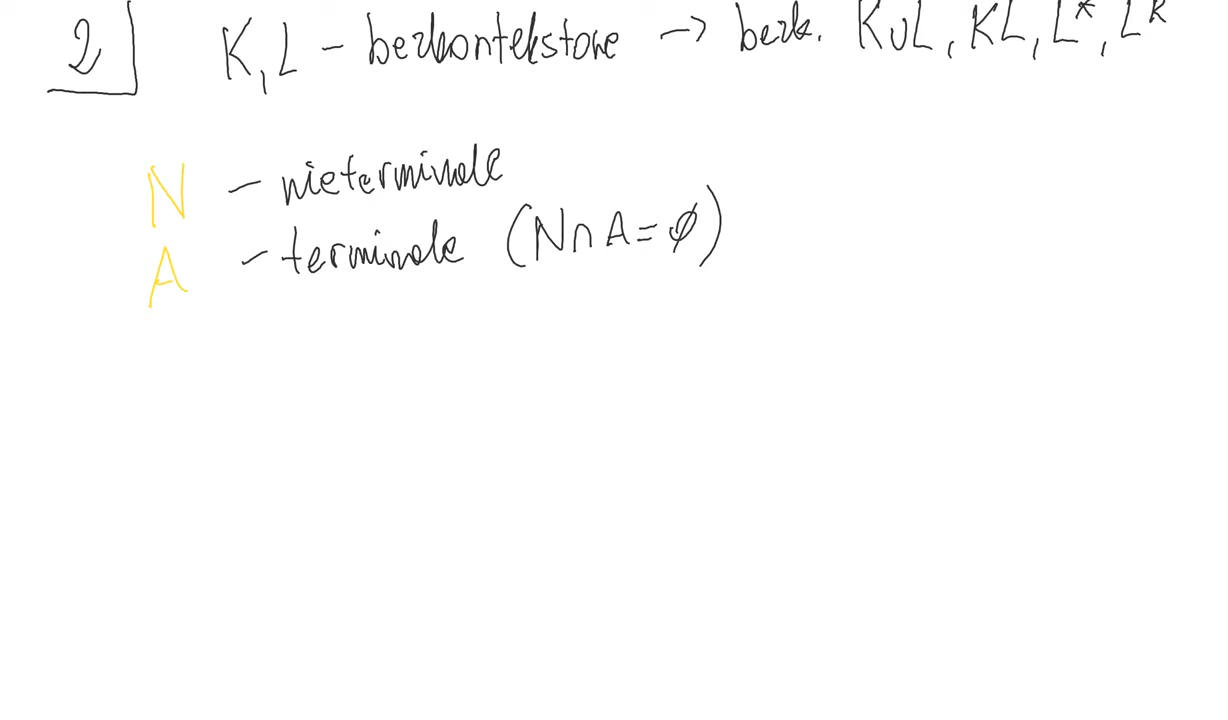 2 K, L - bezkontekstowe -> bezk. K∪L, KL, L*, L^R
N - nieterminale
A - terminale (N∩A=∅)